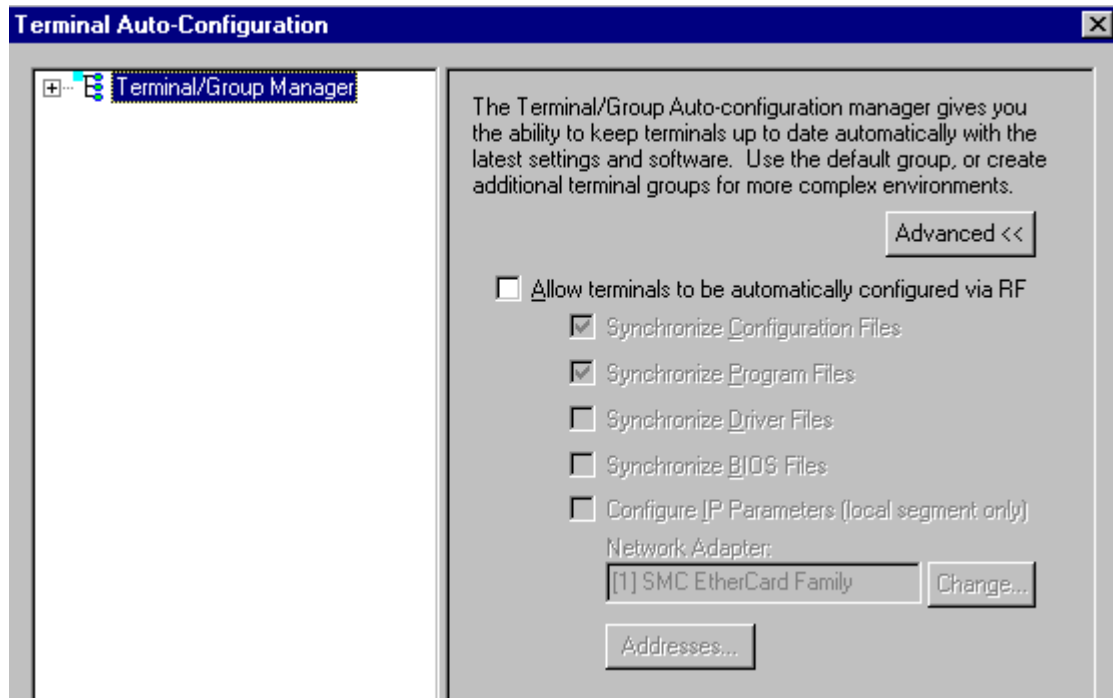 Terminal Auto-Configuration
Terminal/Group Manager
The Terminal/Group Auto-configuration manager gives you
the ability to keep terminals up to date automatically with the
latest settings and software. Use the default group, or create
additional terminal groups for more complex environments.
Advanced <<
Allow terminals to be automatically configured via RF
Synchronize Configuration Files
Synchronize Program Files
Synchronize Driver Files
Synchronize BIOS Files
Configure IP Parameters (local segment only)
Network Adapter:
[1] SMC EtherCard Family
Change...
Addresses...